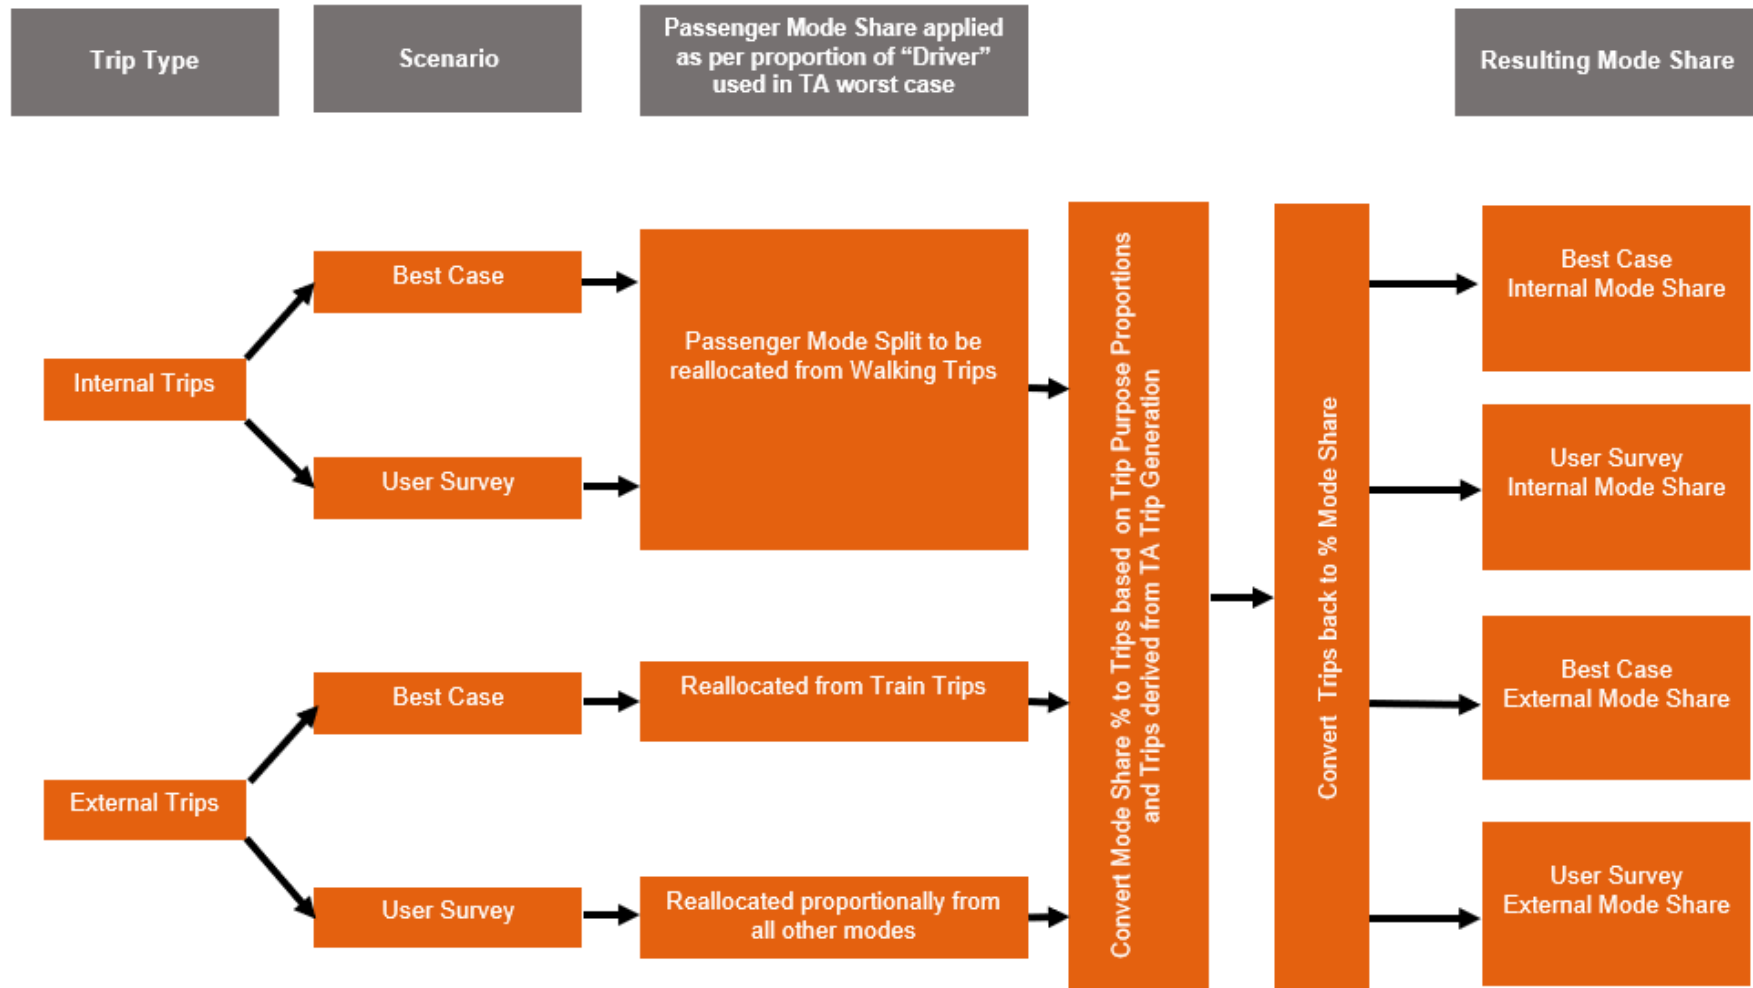 Trip Type
Scenario
Passenger Mode Share applied
as per proportion of “Driver”
used in TA worst case
Resulting Mode Share
Internal Trips
Best Case
User Survey
Passenger Mode Split to be
reallocated from Walking Trips
External Trips
Best Case
User Survey
Reallocated from Train Trips
Reallocated proportionally from
all other modes
Convert Mode Share % to Trips based on Trip Purpose Proportions
and Trips derived from TA Trip Generation
Convert Trips back to % Mode Share
Best Case
Internal Mode Share
User Survey
Internal Mode Share
Best Case
External Mode Share
User Survey
External Mode Share